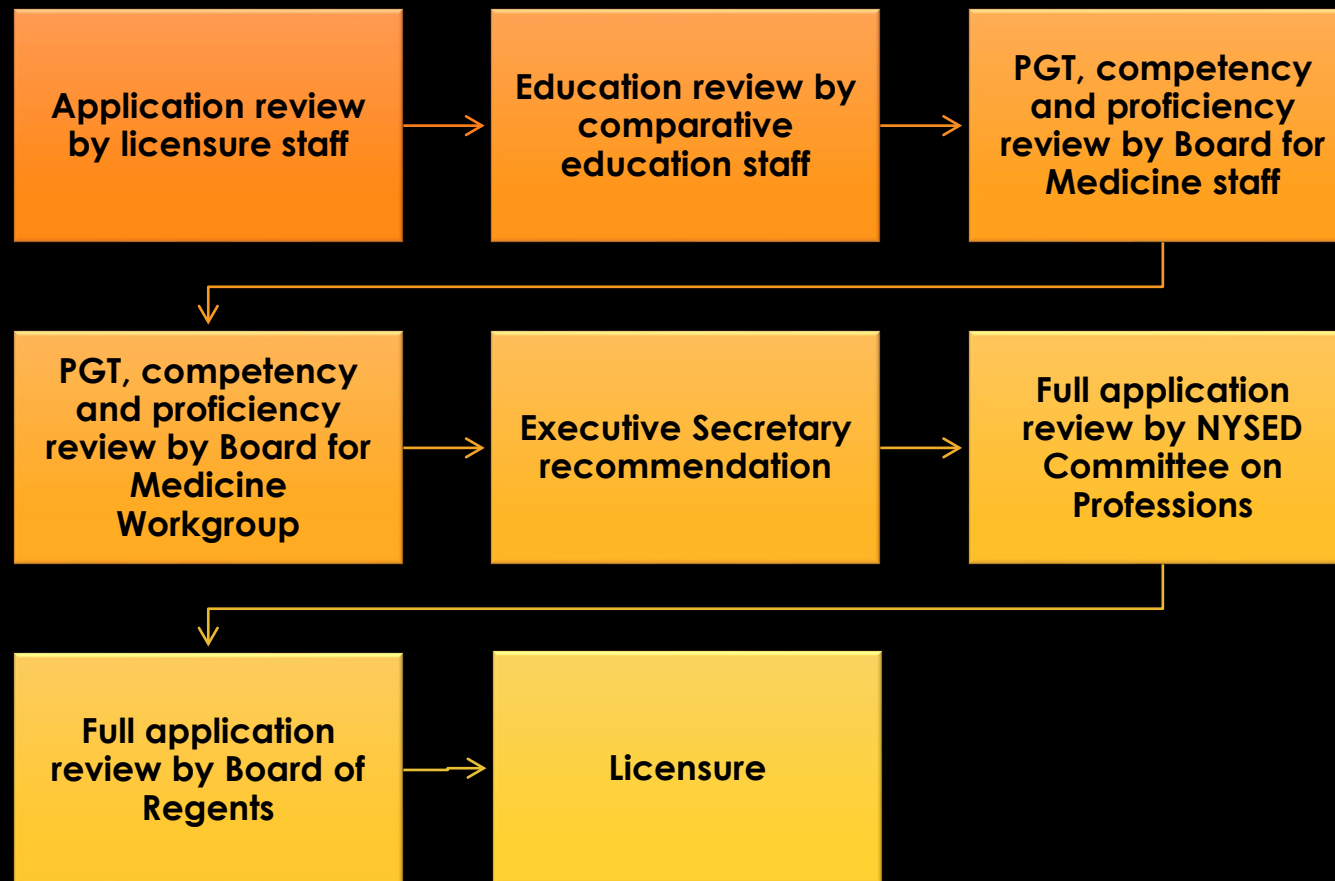 Application review
by licensure staff
Education review by
comparative
education staff
PGT, competency
and proficiency
review by Board for
Medicine staff
PGT, competency
and proficiency
review by Board for
Medicine
Workgroup
Executive Secretary
recommendation
Full application
review by NYSED
Committee on
Professions
Full application
review by Board of
Regents
Licensure